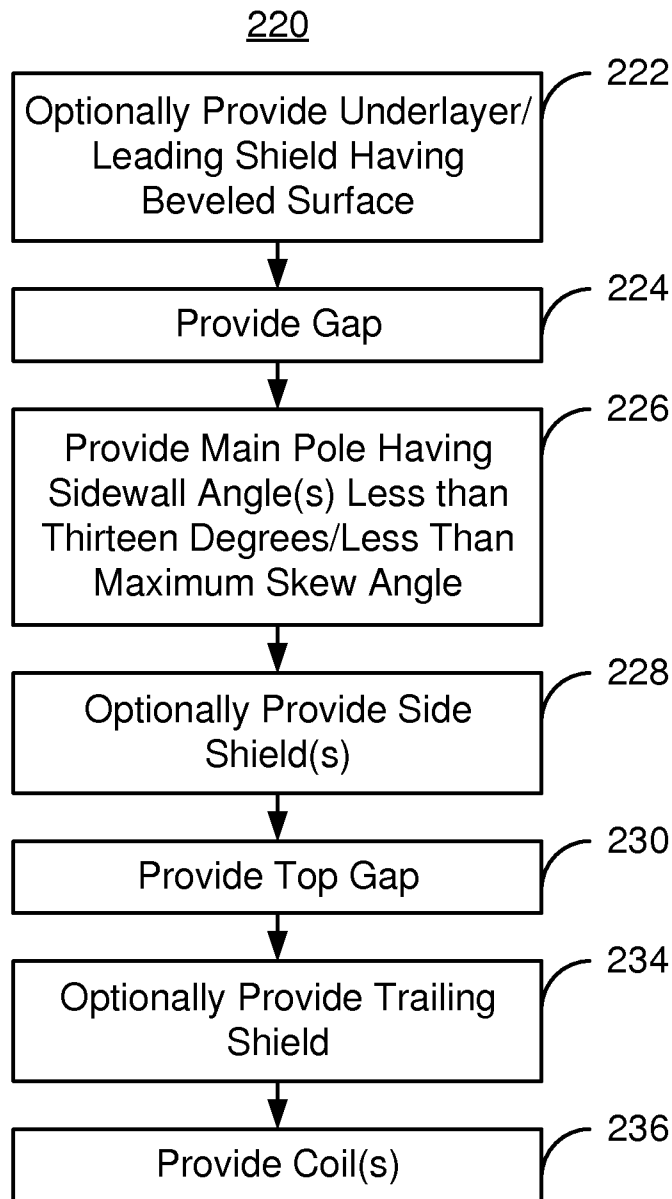 220
222
Optionally Provide Underlayer/
Leading Shield Having
Beveled Surface
224
Provide Gap
226
Provide Main Pole Having
Sidewall Angle(s) Less than
Thirteen Degrees/Less Than
Maximum Skew Angle
228
Optionally Provide Side
Shield(s)
230
Provide Top Gap
234
Optionally Provide Trailing
Shield
236
Provide Coil(s)